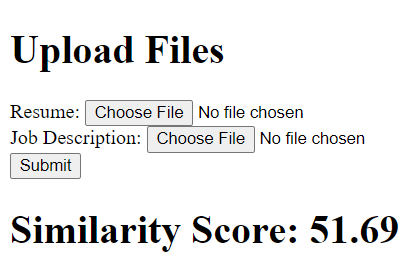 Upload Files
Resume: Choose File No file chosen
Job Description: Choose File No file chosen
Submit
Similarity Score: 51.69